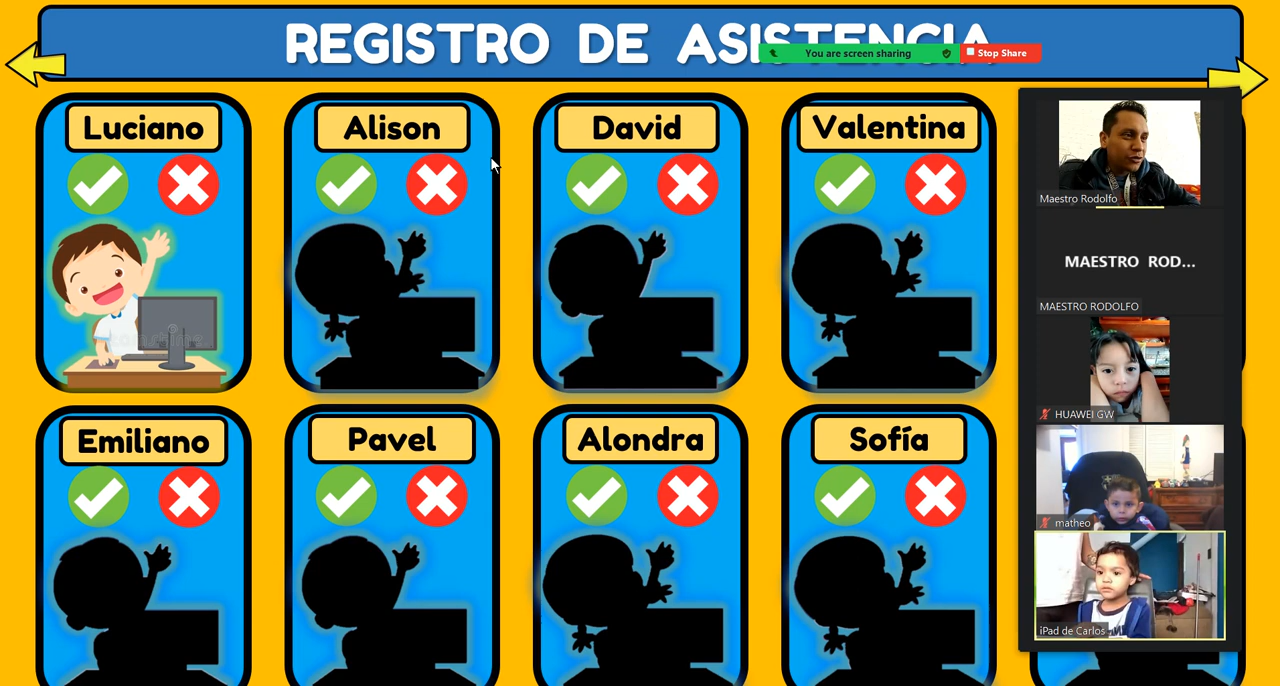 REGISTRO DE ASISTENCIA
You are screen sharing
Stop Share
Luciano
Alison
David
Valentina
Maestro Rodolfo
MAESTRO ROD...
MAESTRO RODOLFO
HUAWEI GW
Emiliano
Pavel
Alondra
Sofía
matheo
iPad de Carlos